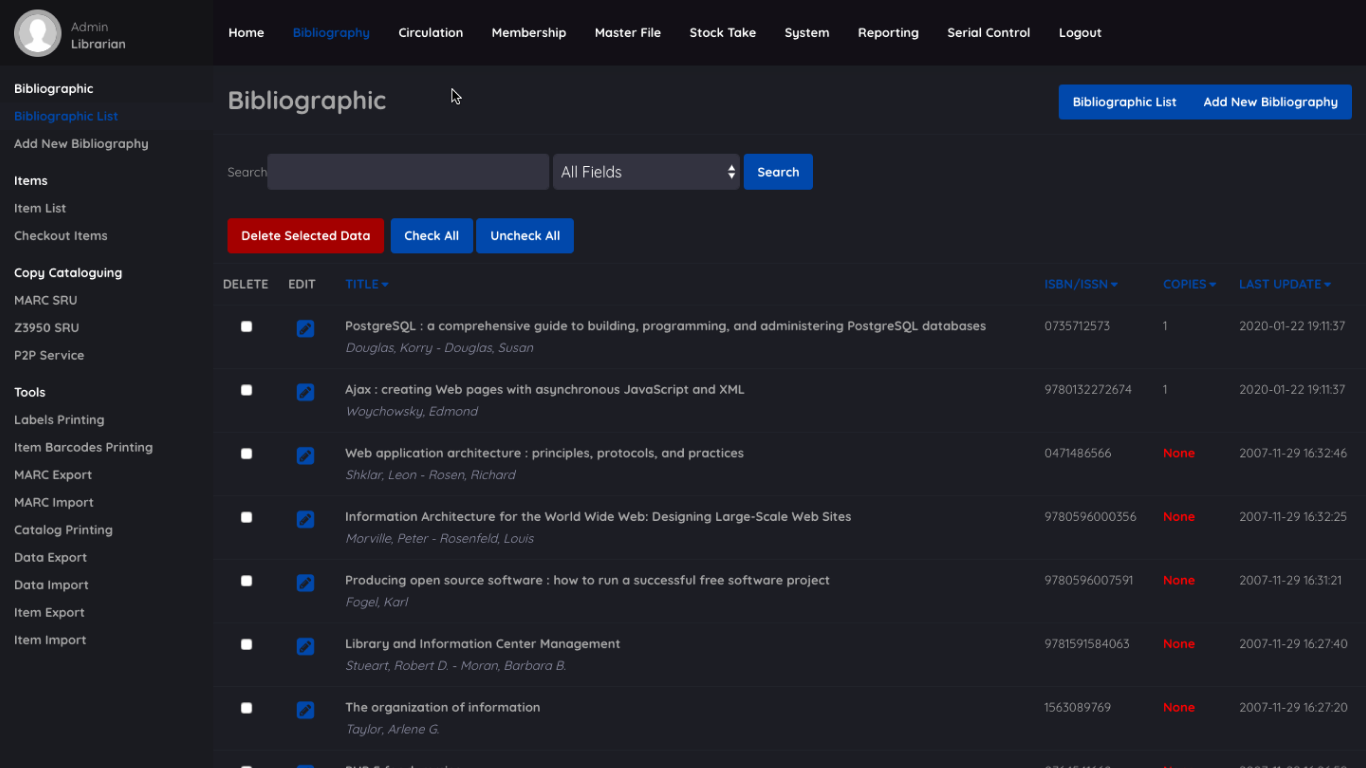 Admin
Librarian
Home Bibliography Circulation Membership Master File Stock Take System Reporting Serial Control Logout
Bibliographic
Bibliographic List
Add New Bibliography
Items
Item List
Checkout Items
Copy Cataloguing
MARC SRU
Z3950 SRU
P2P Service
Tools
Labels Printing
Item Barcodes Printing
MARC Export
MARC Import
Catalog Printing
Data Export
Data Import
Item Export
Item Import
Bibliographic
Bibliographic List Add New Bibliography
Search All Fields Search
Delete Selected Data Check All Uncheck All
DELETE EDIT TITLE ISBN/ISSN COPIES LAST UPDATE
PostgreSQL : a comprehensive guide to building, programming, and administering PostgreSQL databases 0735712573 1 2020-01-22 19:11:37
Douglas, Korry - Douglas, Susan
Ajax : creating Web pages with asynchronous JavaScript and XML 9780132272674 1 2020-01-22 19:11:37
Woychowsky, Edmond
Web application architecture : principles, protocols, and practices 0471486566 None 2007-11-29 16:32:46
Shklar, Leon - Rosen, Richard
Information Architecture for the World Wide Web: Designing Large-Scale Web Sites 9780596000356 None 2007-11-29 16:32:25
Morville, Peter - Rosenfeld, Louis
Producing open source software : how to run a successful free software project 9780596007591 None 2007-11-29 16:31:21
Fogel, Karl
Library and Information Center Management 9781591584063 None 2007-11-29 16:27:40
Stueart, Robert D. - Moran, Barbara B.
The organization of information 1563089769 None 2007-11-29 16:27:20
Taylor, Arlene G.